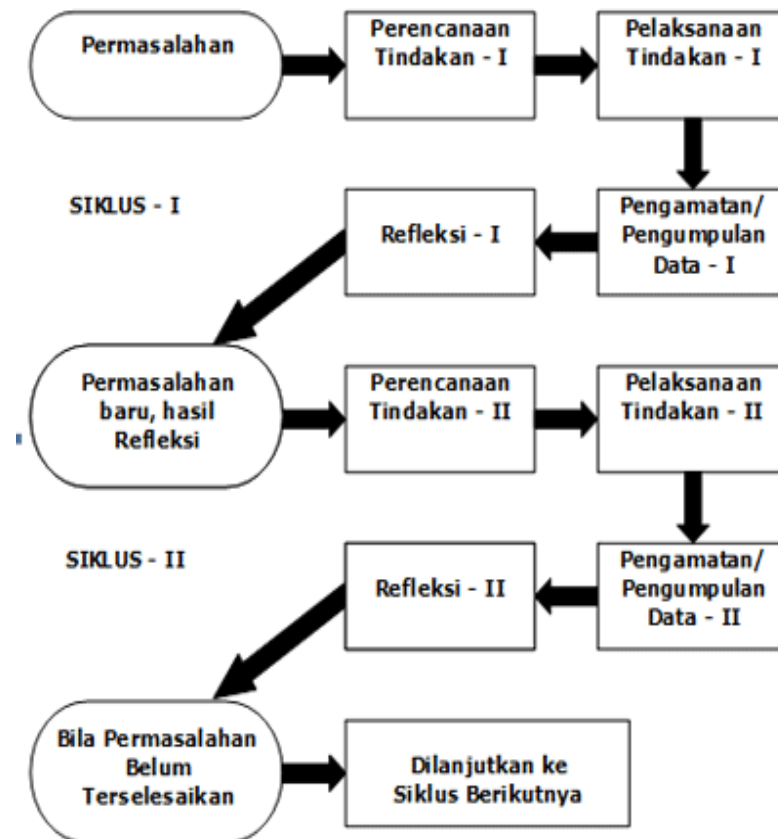 Permasalahan
Perencanaan
Tindakan - I
Pelaksanaan
Tindakan - I
SIKLUS - I
Refleksi - I
Pengamatan/
Pengumpulan
Data - I
Permasalahan
baru, hasil
Refleksi
Perencanaan
Tindakan - II
Pelaksanaan
Tindakan - II
SIKLUS - II
Refleksi - II
Pengamatan/
Pengumpulan
Data - II
Bila Permasalahan
Belum
Terselesaikan
Dilanjutkan ke
Siklus Berikutnya